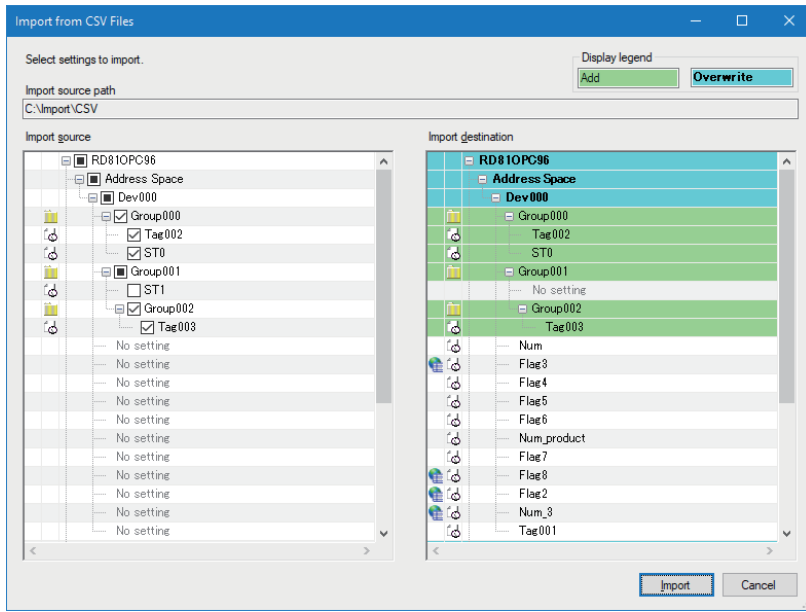 Import from CSV Files
Select settings to import.
Display legend
Add
Overwrite
Import source path
C:\Import\CSV
Import source
RD81OPC96
Address Space
Dev000
Group000
Tag002
ST0
Group001
ST1
Group002
Tag003
No setting
No setting
No setting
No setting
No setting
No setting
No setting
No setting
No setting
No setting
No setting
Import destination
RD81OPC96
Address Space
Dev000
Group000
Tag002
ST0
Group001
No setting
Group002
Tag003
Num
Flag3
Flag4
Flag5
Flag6
Num_product
Flag7
Flag8
Flag2
Num_3
Tag001
Import
Cancel